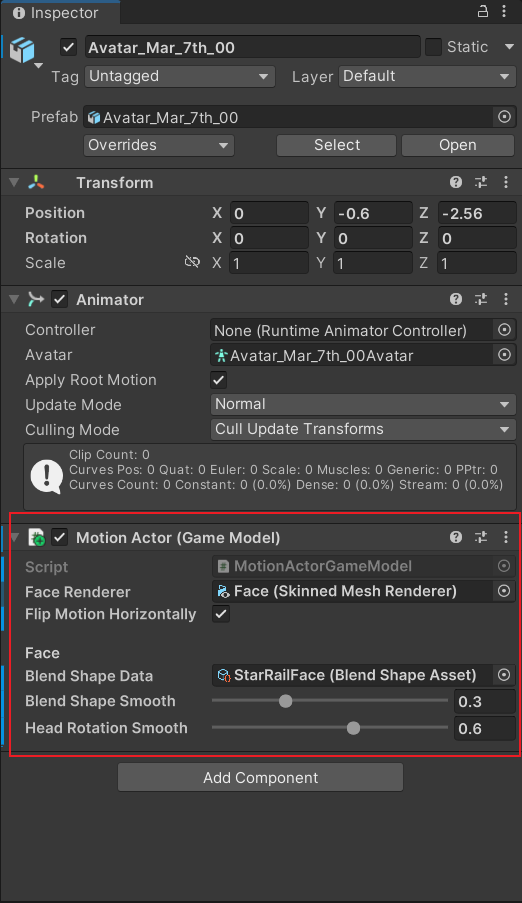 Inspector
Avatar_Mar_7th_00 Static
Tag Untagged Layer Default
Prefab Avatar_Mar_7th_00
Overrides Select Open
Transform
Position X 0 Y -0.6 Z -2.56
Rotation X 0 Y 0 Z 0
Scale X 1 Y 1 Z 1
Animator
Controller None (Runtime Animator Controller)
Avatar Avatar_Mar_7th_00Avatar
Apply Root Motion
Update Mode Normal
Culling Mode Cull Update Transforms
Clip Count: 0
Curves Pos: 0 Quat: 0 Euler: 0 Scale: 0 Muscles: 0 Generic: 0 PPtr: 0
Curves Count: 0 Constant: 0 (0.0%) Dense: 0 (0.0%) Stream: 0 (0.0%)
Motion Actor (Game Model)
Script MotionActorGameModel
Face Renderer Face (Skinned Mesh Renderer)
Flip Motion Horizontally
Face
Blend Shape Data StarRailFace (Blend Shape Asset)
Blend Shape Smooth 0.3
Head Rotation Smooth 0.6
Add Component